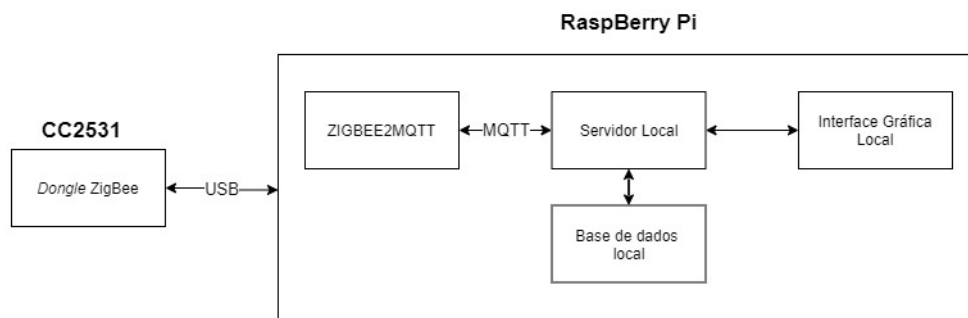 RaspBerry Pi
CC2531
Dongle ZigBee
USB
ZIGBEE2MQTT
MQTT
Servidor Local
Interface Gráfica
Local
Base de dados
local